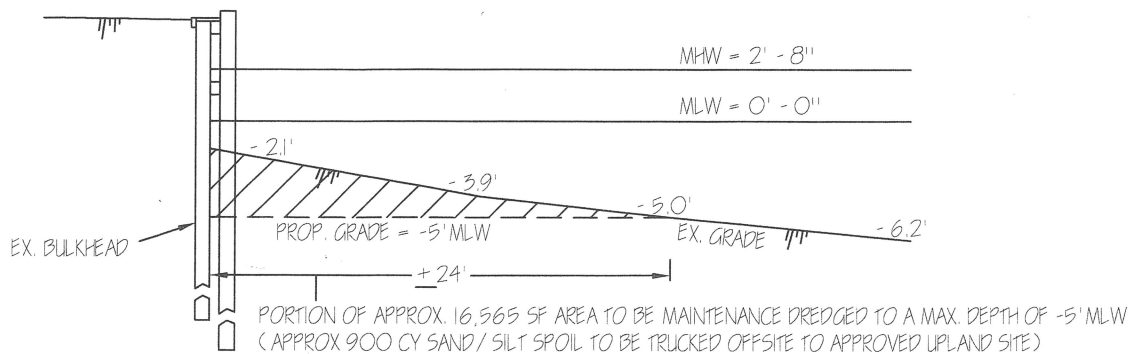 MHW = 2' - 8"
MLW = 0' - 0"
- 2.1'
- 3.9'
- 5.0'
- 6.2'
PROP. GRADE = -5' MLW
EX. GRADE
EX. BULKHEAD
±24'
PORTION OF APPROX. 16,565 SF AREA TO BE MAINTENANCE DREDGED TO A MAX. DEPTH OF -5' MLW
( APPROX 900 CY SAND/ SILT SPOIL TO BE TRUCKED OFFSITE TO APPROVED UPLAND SITE)